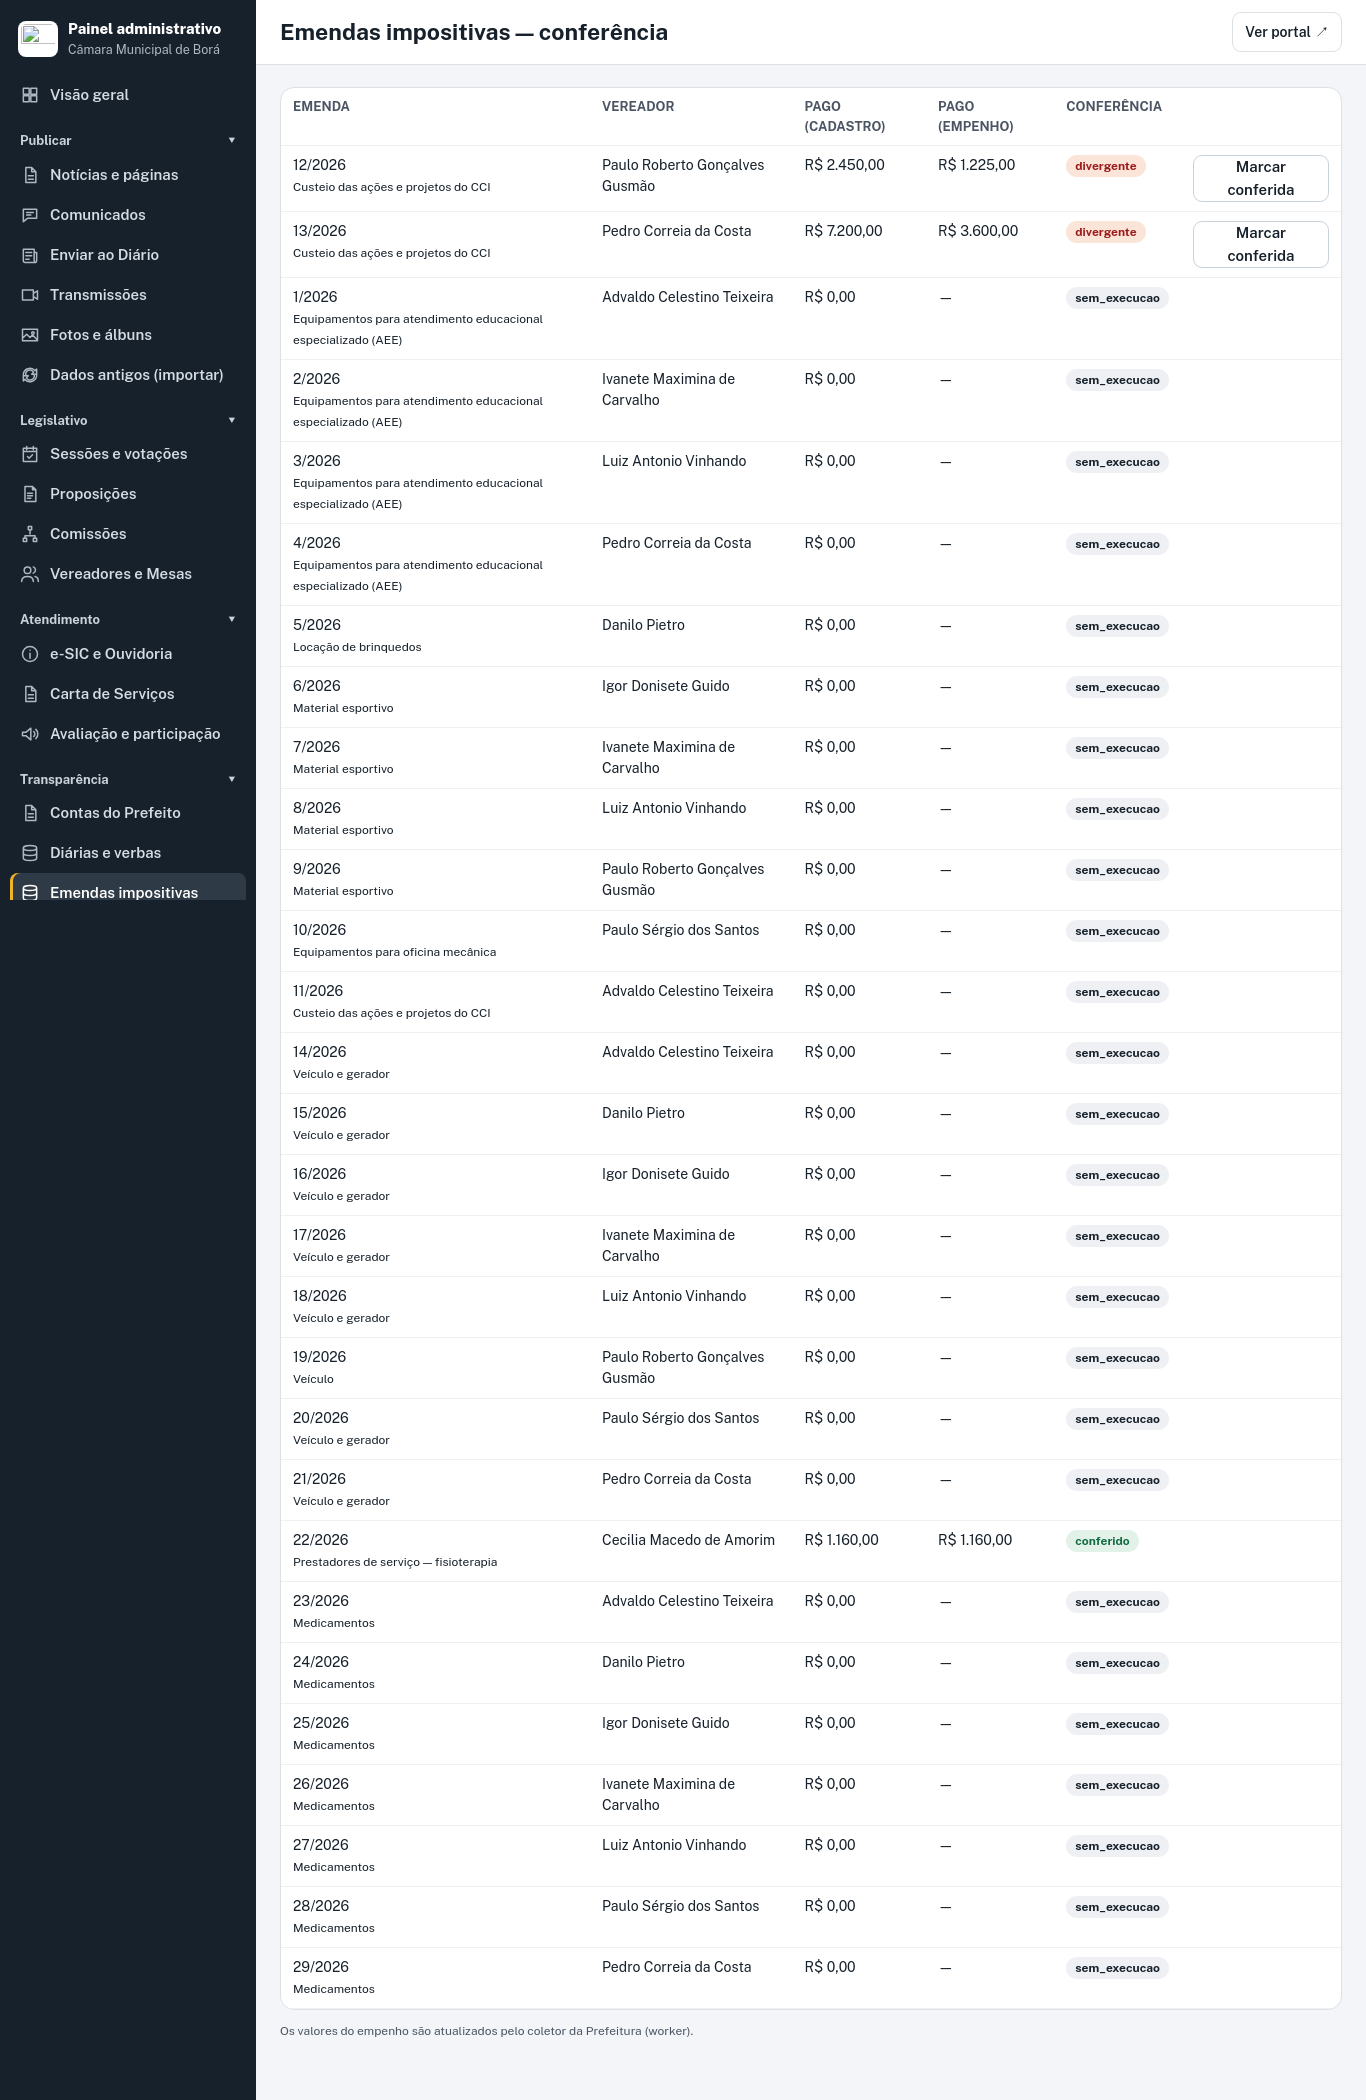 Painel administrativo
Câmara Municipal de Borá
Visão geral
Publicar
Notícias e páginas
Comunicados
Enviar ao Diário
Transmissões
Fotos e álbuns
Dados antigos (importar)
Legislativo
Sessões e votações
Proposições
Comissões
Vereadores e Mesas
Atendimento
e-SIC e Ouvidoria
Carta de Serviços
Avaliação e participação
Transparência
Contas do Prefeito
Diárias e verbas
Emendas impositivas
Emendas impositivas — conferência
Ver portal ↗
EMENDA VEREADOR PAGO (CADASTRO) PAGO (EMPENHO) CONFERÊNCIA
12/2026 Paulo Roberto Gonçalves Gusmão R$ 2.450,00 R$ 1.225,00 divergente Marcar conferida
Custeio das ações e projetos do CCI
13/2026 Pedro Correia da Costa R$ 7.200,00 R$ 3.600,00 divergente Marcar conferida
Custeio das ações e projetos do CCI
1/2026 Advaldo Celestino Teixeira R$ 0,00 — sem_execucao
Equipamentos para atendimento educacional
especializado (AEE)
2/2026 Ivanete Maximina de Carvalho R$ 0,00 — sem_execucao
Equipamentos para atendimento educacional
especializado (AEE)
3/2026 Luiz Antonio Vinhando R$ 0,00 — sem_execucao
Equipamentos para atendimento educacional
especializado (AEE)
4/2026 Pedro Correia da Costa R$ 0,00 — sem_execucao
Equipamentos para atendimento educacional
especializado (AEE)
5/2026 Danilo Pietro R$ 0,00 — sem_execucao
Locação de brinquedos
6/2026 Igor Donisete Guido R$ 0,00 — sem_execucao
Material esportivo
7/2026 Ivanete Maximina de Carvalho R$ 0,00 — sem_execucao
Material esportivo
8/2026 Luiz Antonio Vinhando R$ 0,00 — sem_execucao
Material esportivo
9/2026 Paulo Roberto Gonçalves Gusmão R$ 0,00 — sem_execucao
Material esportivo
10/2026 Paulo Sérgio dos Santos R$ 0,00 — sem_execucao
Equipamentos para oficina mecânica
11/2026 Advaldo Celestino Teixeira R$ 0,00 — sem_execucao
Custeio das ações e projetos do CCI
14/2026 Advaldo Celestino Teixeira R$ 0,00 — sem_execucao
Veículo e gerador
15/2026 Danilo Pietro R$ 0,00 — sem_execucao
Veículo e gerador
16/2026 Igor Donisete Guido R$ 0,00 — sem_execucao
Veículo e gerador
17/2026 Ivanete Maximina de Carvalho R$ 0,00 — sem_execucao
Veículo e gerador
18/2026 Luiz Antonio Vinhando R$ 0,00 — sem_execucao
Veículo e gerador
19/2026 Paulo Roberto Gonçalves Gusmão R$ 0,00 — sem_execucao
Veículo
20/2026 Paulo Sérgio dos Santos R$ 0,00 — sem_execucao
Veículo e gerador
21/2026 Pedro Correia da Costa R$ 0,00 — sem_execucao
Veículo e gerador
22/2026 Cecilia Macedo de Amorim R$ 1.160,00 R$ 1.160,00 conferido
Prestadores de serviço — fisioterapia
23/2026 Advaldo Celestino Teixeira R$ 0,00 — sem_execucao
Medicamentos
24/2026 Danilo Pietro R$ 0,00 — sem_execucao
Medicamentos
25/2026 Igor Donisete Guido R$ 0,00 — sem_execucao
Medicamentos
26/2026 Ivanete Maximina de Carvalho R$ 0,00 — sem_execucao
Medicamentos
27/2026 Luiz Antonio Vinhando R$ 0,00 — sem_execucao
Medicamentos
28/2026 Paulo Sérgio dos Santos R$ 0,00 — sem_execucao
Medicamentos
29/2026 Pedro Correia da Costa R$ 0,00 — sem_execucao
Medicamentos
Os valores do empenho são atualizados pelo coletor da Prefeitura (worker).